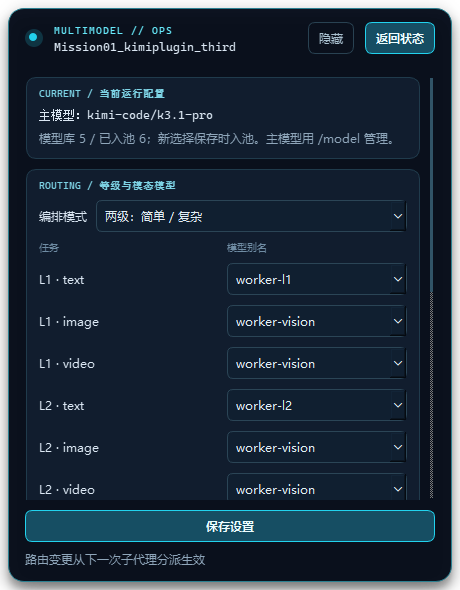 MULTIMODEL // OPS
Mission01_kimiplugin_third
隐藏
返回状态
CURRENT / 当前运行配置
主模型：kimi-code/k3.1-pro
模型库 5 / 已入池 6；新选择保存时入池。主模型用 /model 管理。
ROUTING / 等级与模态模型
编排模式 两级：简单 / 复杂
任务 模型别名
L1 · text worker-l1
L1 · image worker-vision
L1 · video worker-vision
L2 · text worker-l2
L2 · image worker-vision
L2 · video worker-vision
保存设置
路由变更从下一次子代理分派生效